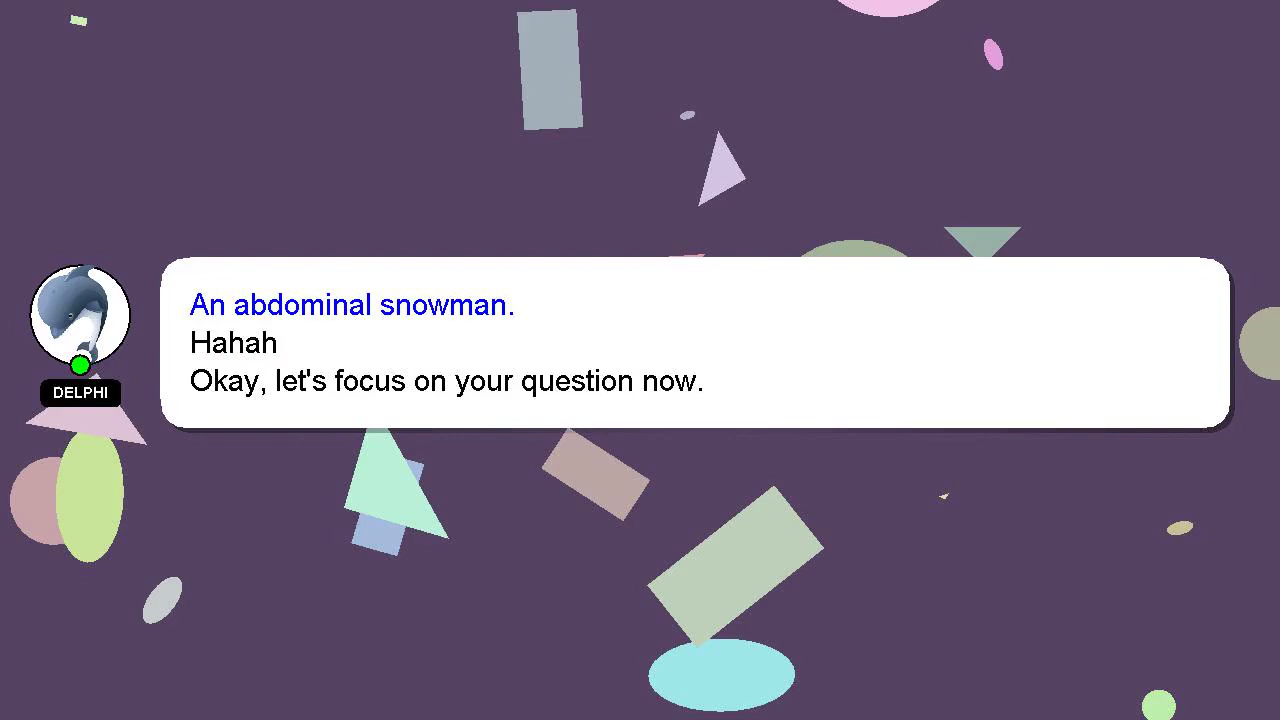 An abdominal snowman.
Hahah
Okay, let's focus on your question now.
DELPHI